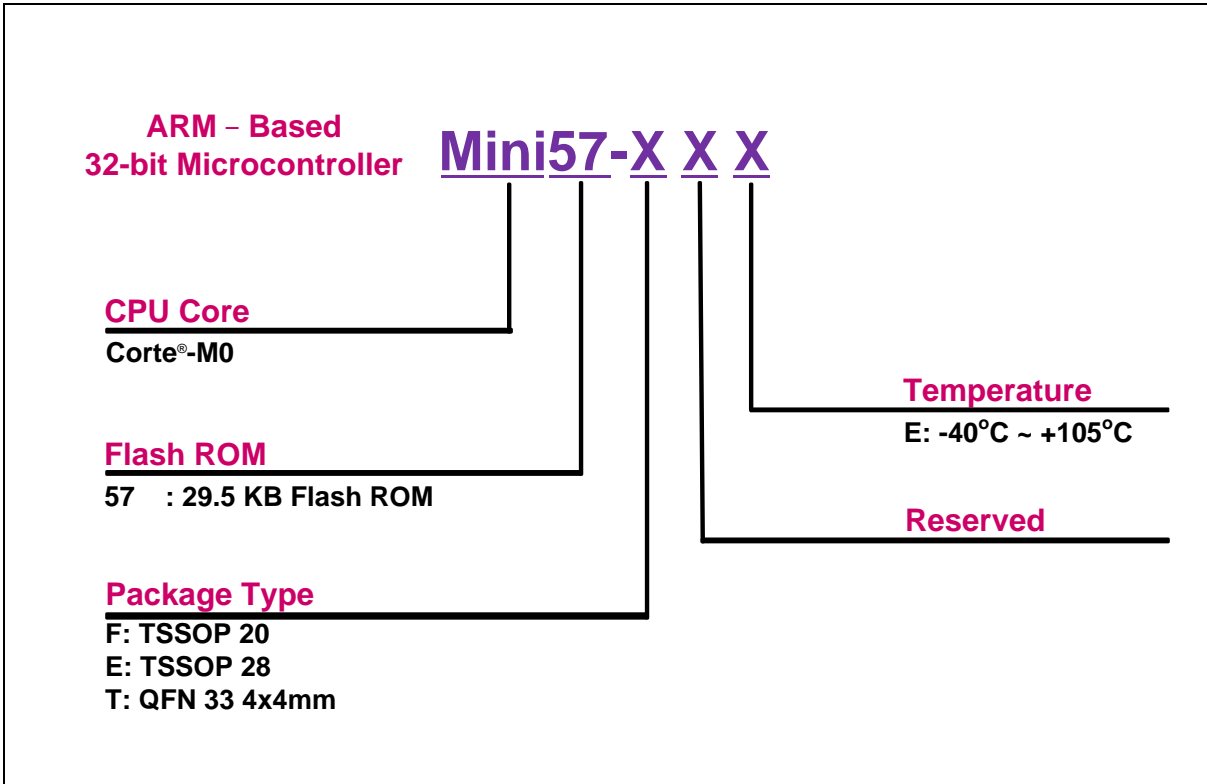 ARM – Based
32-bit Microcontroller
Mini57-X X X
CPU Core
Corte®-M0
Temperature
E: -40°C ~ +105°C
Flash ROM
57 : 29.5 KB Flash ROM
Reserved
Package Type
F: TSSOP 20
E: TSSOP 28
T: QFN 33 4x4mm